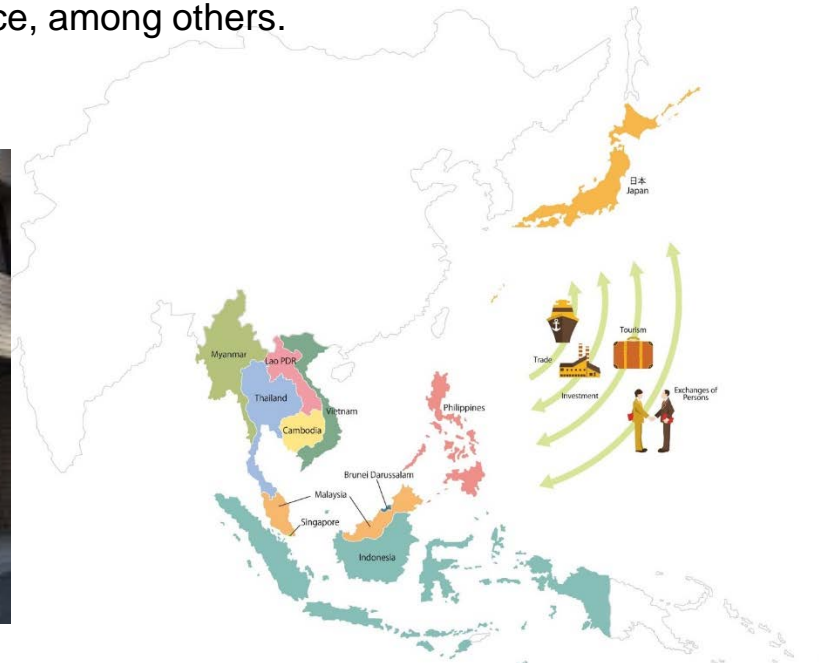 ce, among others.
日本
Japan
Tourism
Trade
Investment
Exchanges of
Persons
Myanmar
Lao PDR
Thailand
Vietnam
Cambodia
Philippines
Brunei Darussalam
Malaysia
Singapore
Indonesia